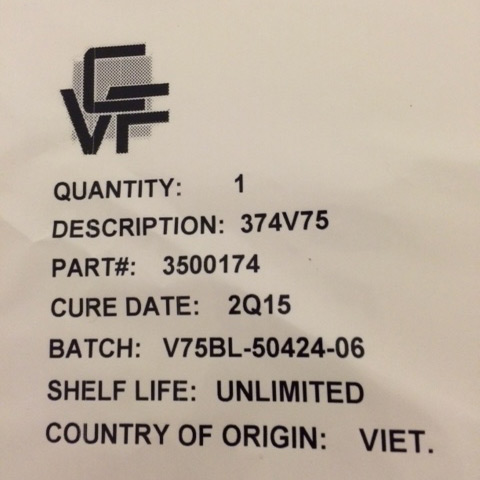 CVF
QUANTITY: 1
DESCRIPTION: 374V75
PART#: 3500174
CURE DATE: 2Q15
BATCH: V75BL-50424-06
SHELF LIFE: UNLIMITED
COUNTRY OF ORIGIN: VIET.